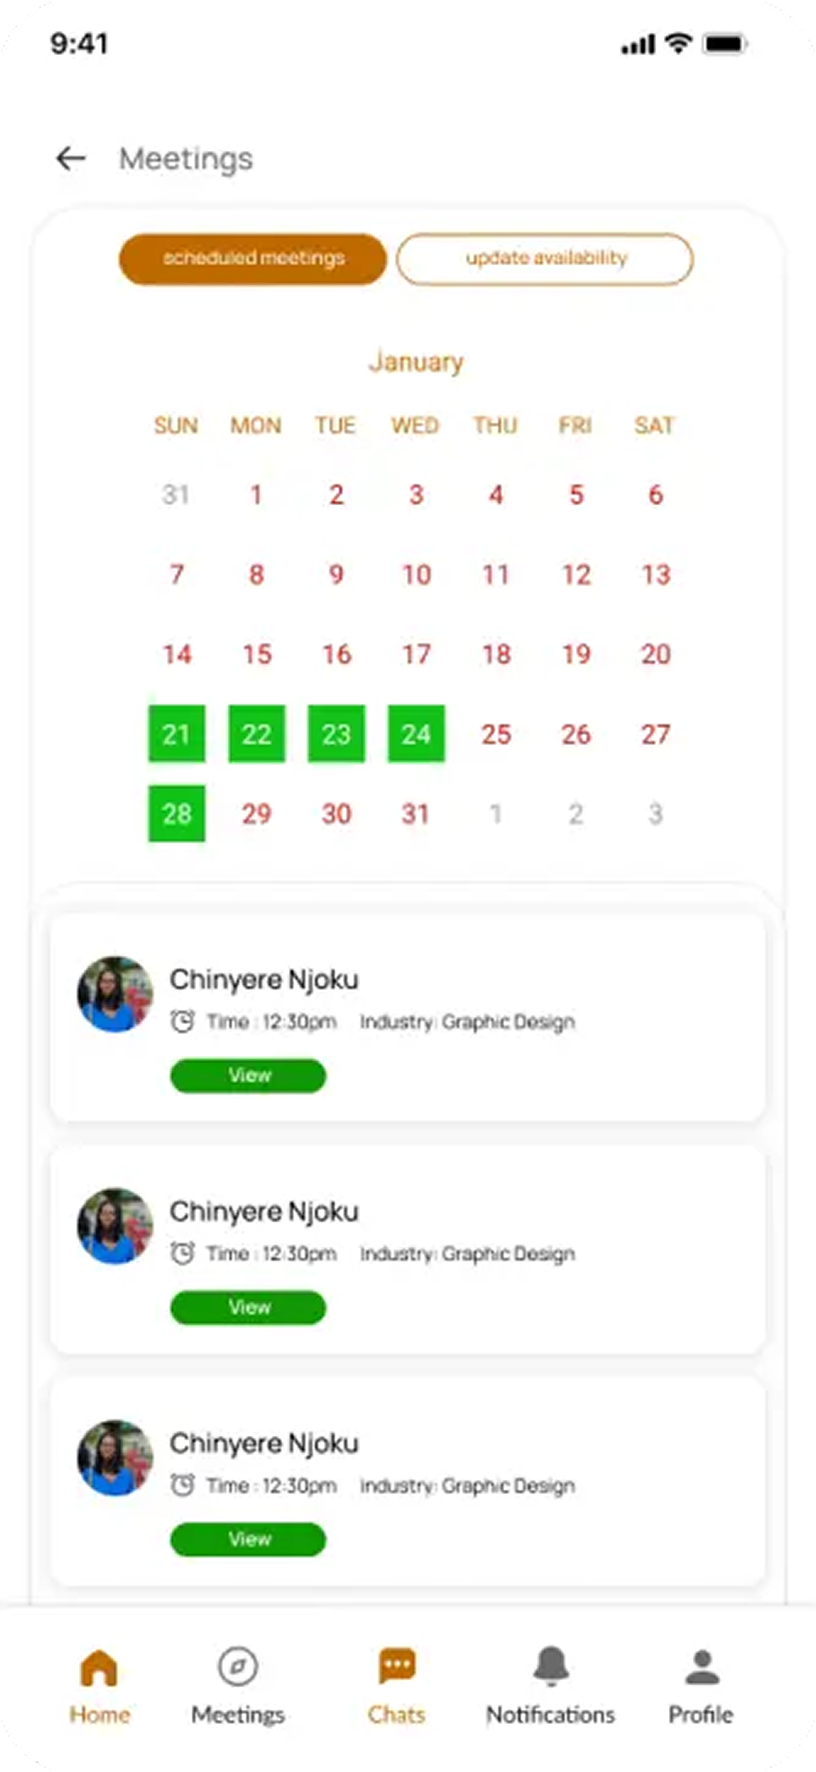 9:41
Meetings
scheduled meetings update availability
January
SUN MON TUE WED THU FRI SAT
31 1 2 3 4 5 6
7 8 9 10 11 12 13
14 15 16 17 18 19 20
21 22 23 24 25 26 27
28 29 30 31 1 2 3
Chinyere Njoku
Time : 12:30pm Industry: Graphic Design
View
Chinyere Njoku
Time : 12:30pm Industry: Graphic Design
View
Chinyere Njoku
Time : 12:30pm Industry: Graphic Design
View
Home Meetings Chats Notifications Profile